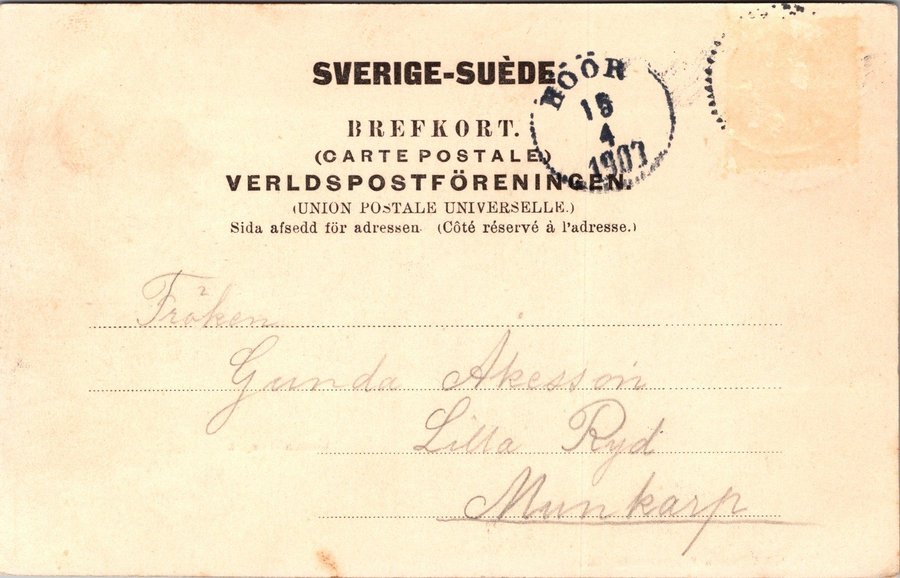 SVERIGE-SUÈDE.
HÖÖR
16
4
1903
BREFKORT.
(CARTE POSTALE)
VERLDSPOSTFÖRENINGEN.
(UNION POSTALE UNIVERSELLE.)
Sida afsedd för adressen (Côté réservé à l'adresse.)
Fröken
Gunda Åkesson
Lilla Ryd
Munkarp